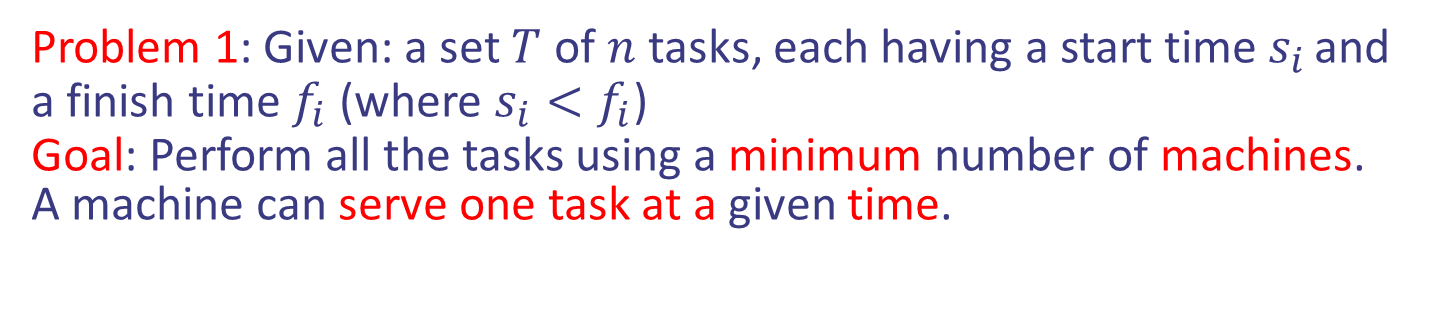 Problem 1: Given: a set T of n tasks, each having a start time sᵢ and
a finish time fᵢ (where sᵢ < fᵢ)
Goal: Perform all the tasks using a minimum number of machines.
A machine can serve one task at a given time.